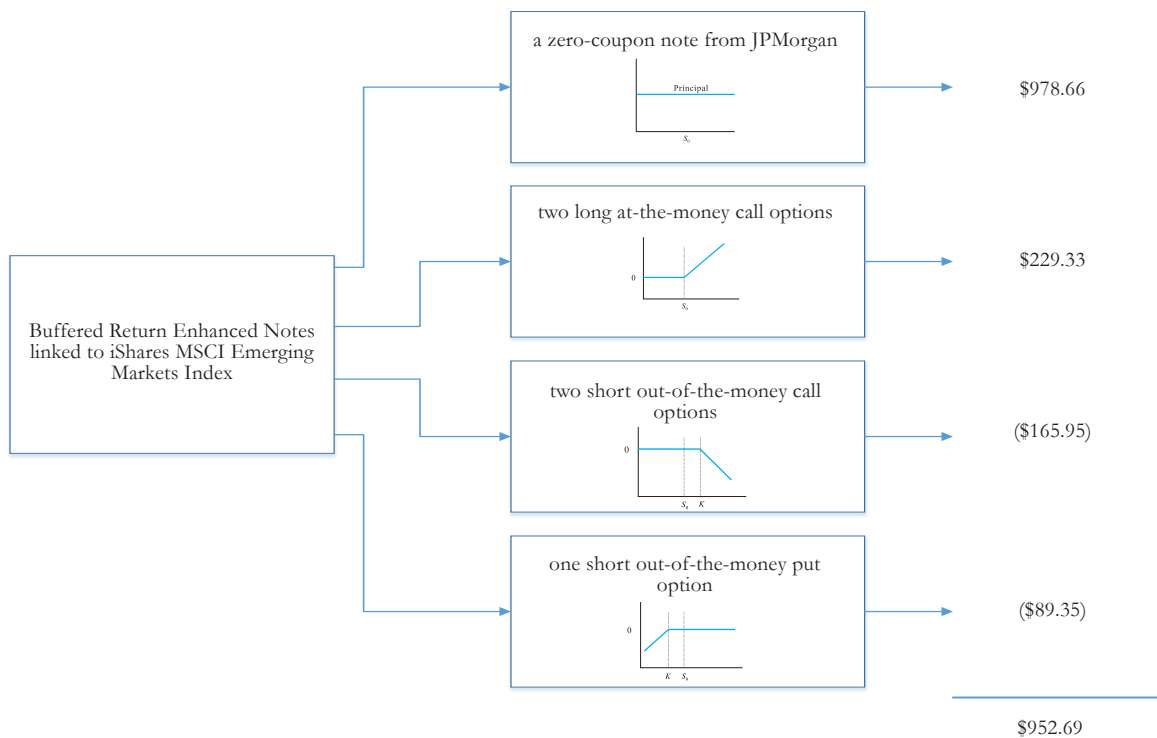 a zero-coupon note from JPMorgan
Principal
S₀
$978.66
two long at-the-money call options
0
S₀
$229.33
Buffered Return Enhanced Notes
linked to iShares MSCI Emerging
Markets Index
two short out-of-the-money call
options
0
S₀ K
($165.95)
one short out-of-the-money put
option
0
K S₀
($89.35)
$952.69